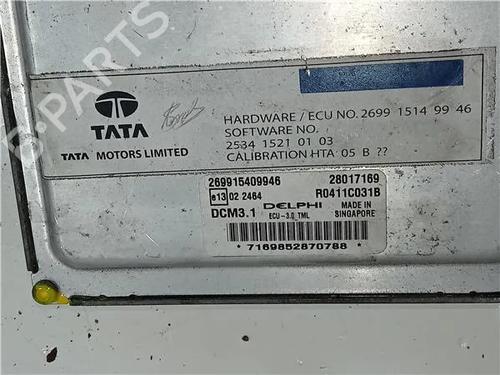 TATA
TATA MOTORS LIMITED
HARDWARE / ECU NO. 2699 1514 99 46
SOFTWARE NO.
2534 1521 01 03
CALIBRATION HTA 05 B ??
269915409946 28017169
e13 02 2464 R0411C031B
DCM3.1 DELPHI MADE IN
ECU-3.0 TML SINGAPORE
*7169852870788*